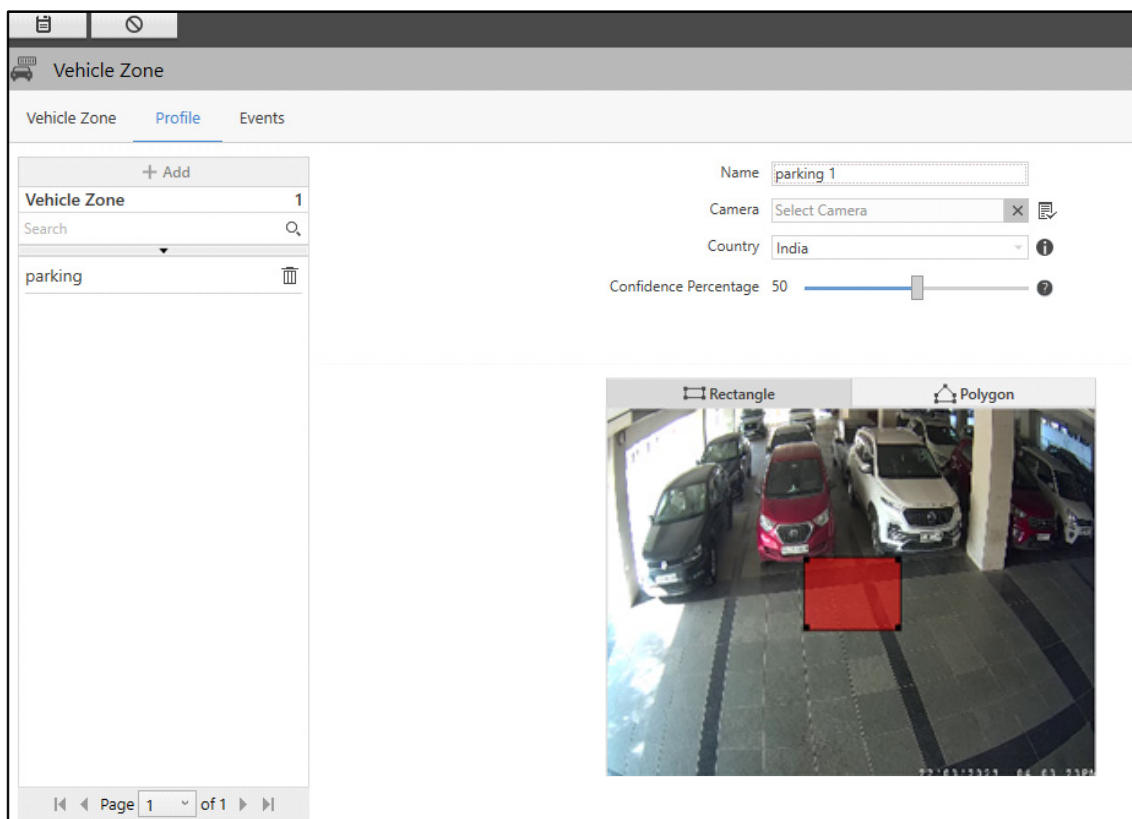 Vehicle Zone
Vehicle Zone Profile Events
+ Add
Vehicle Zone 1
Search
parking
Page 1 of 1
Name parking 1
Camera Select Camera
Country India
Confidence Percentage 50
Rectangle Polygon